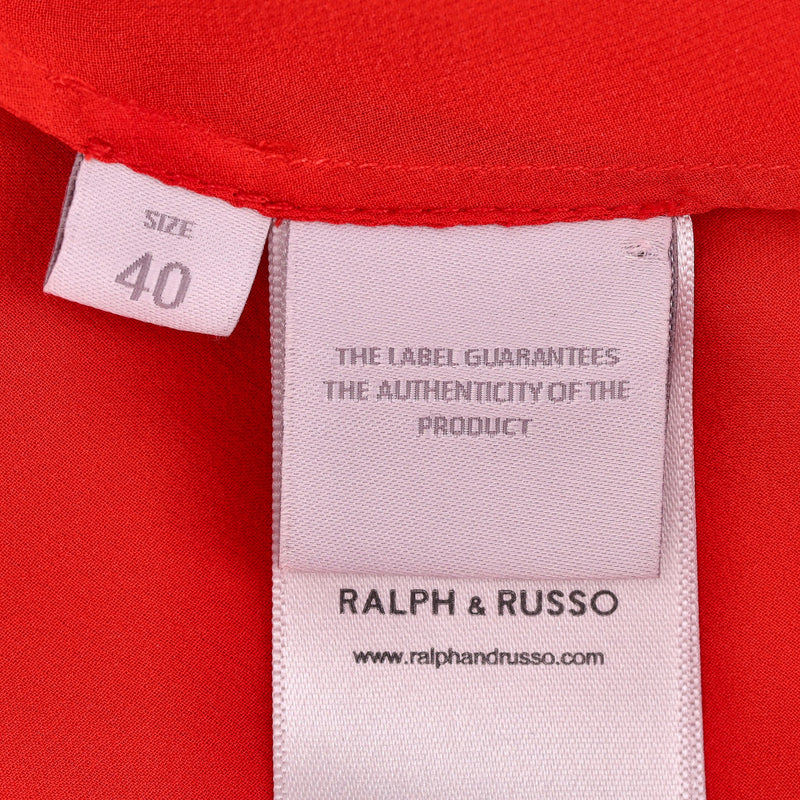 SIZE
40
THE LABEL GUARANTEES
THE AUTHENTICITY OF THE
PRODUCT
RALPH & RUSSO
www.ralphandrusso.com